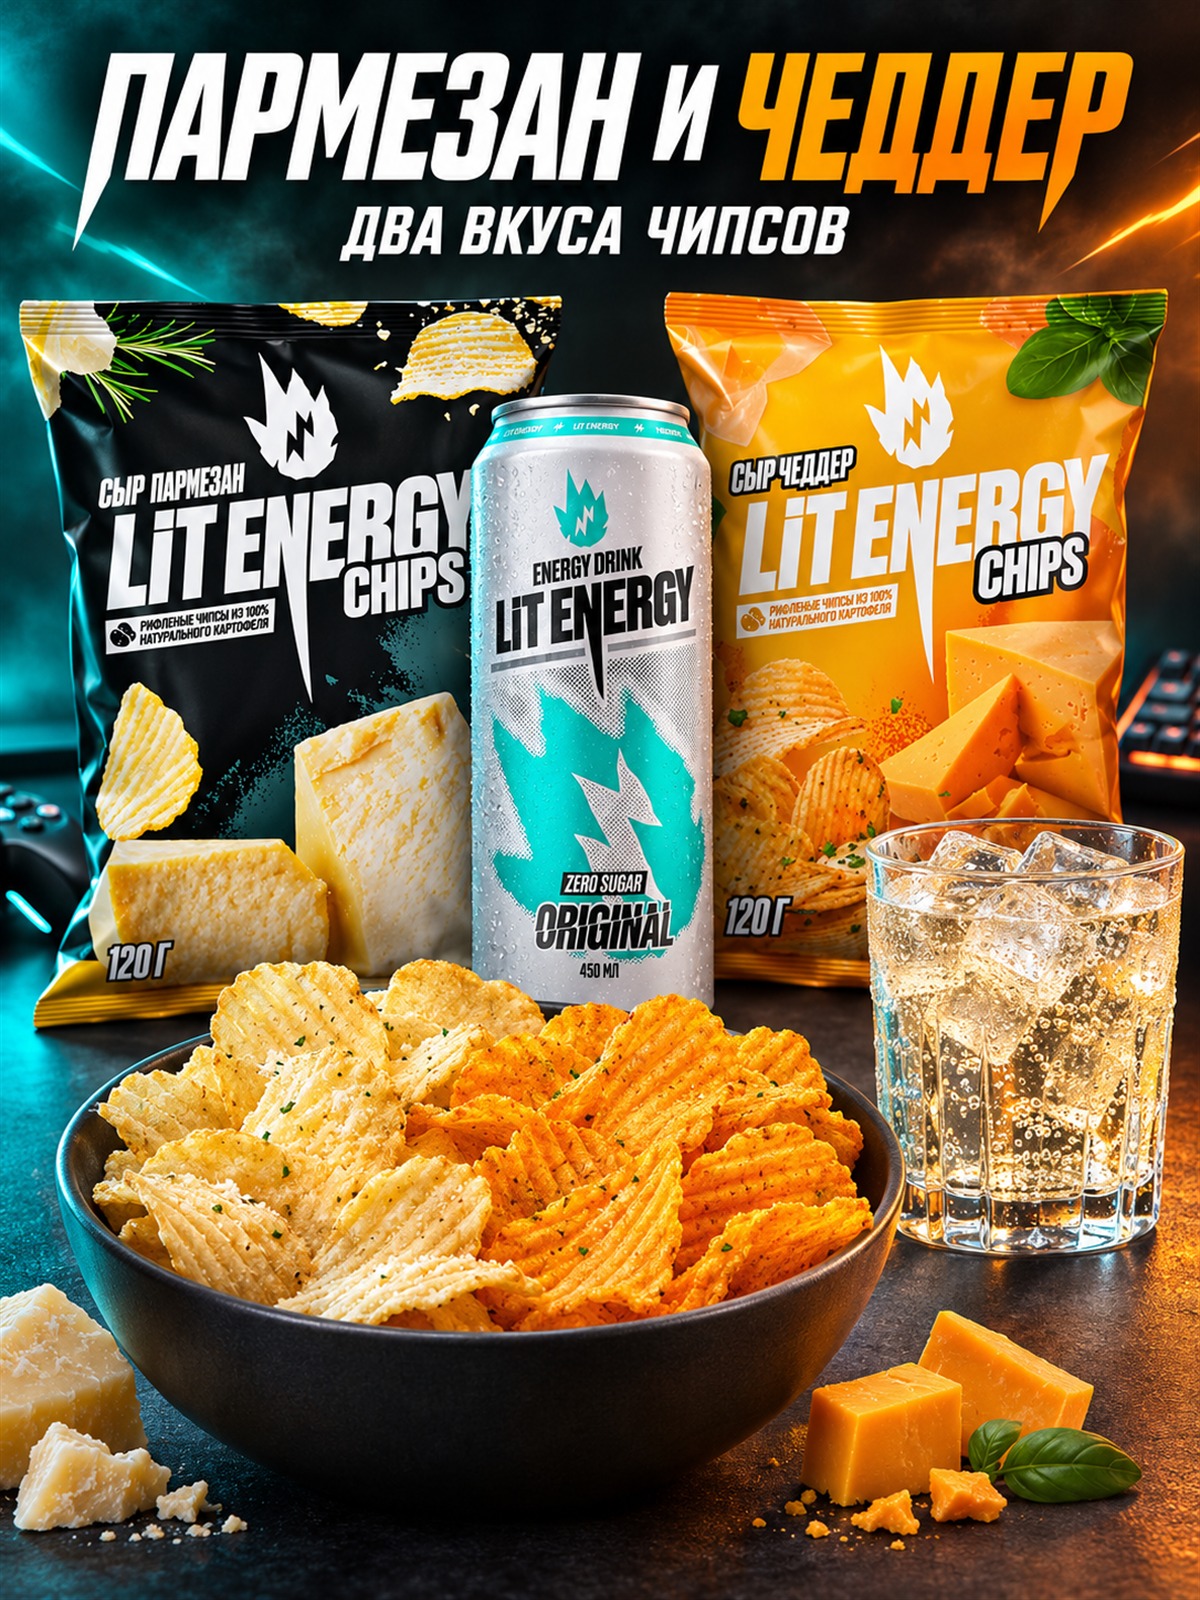 ПАРМЕЗАН И ЧЕДДЕР
ДВА ВКУСА ЧИПСОВ
СЫР ПАРМЕЗАН
LIT ENERGY
CHIPS
РИФЛЕНЫЕ ЧИПСЫ ИЗ 100%
НАТУРАЛЬНОГО КАРТОФЕЛЯ
120 Г
LIT ENERGY
ENERGY DRINK
LIT ENERGY
ZERO SUGAR
ORIGINAL
450 МЛ
СЫР ЧЕДДЕР
LIT ENERGY
CHIPS
РИФЛЕНЫЕ ЧИПСЫ ИЗ 100%
НАТУРАЛЬНОГО КАРТОФЕЛЯ
120 Г